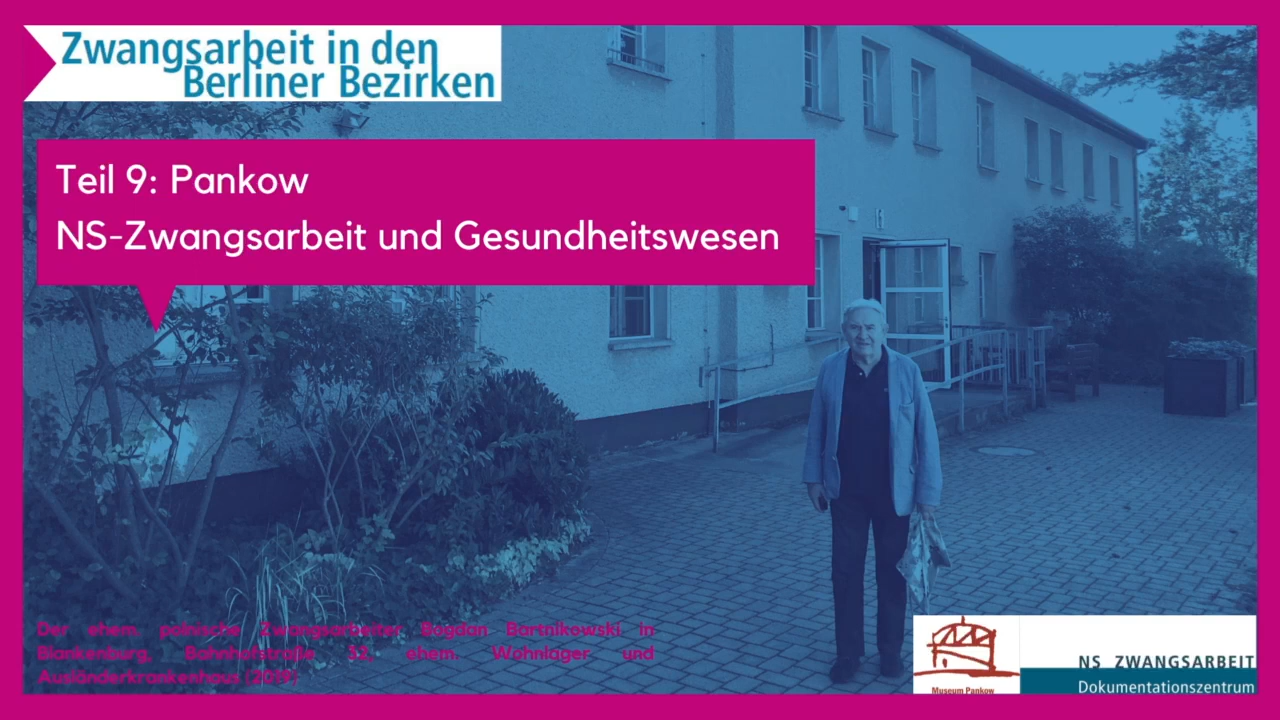 Zwangsarbeit in den
Berliner Bezirken
Teil 9: Pankow
NS-Zwangsarbeit und Gesundheitswesen
Der ehem. polnische Zwangsarbeiter Bogdan Bartnikowski in
Blankenburg, Bahnhofstraße 32, ehem. Wohnlager und
Ausländerkrankenhaus (2019)
Museum Pankow
NS ZWANGSARBEIT
Dokumentationszentrum